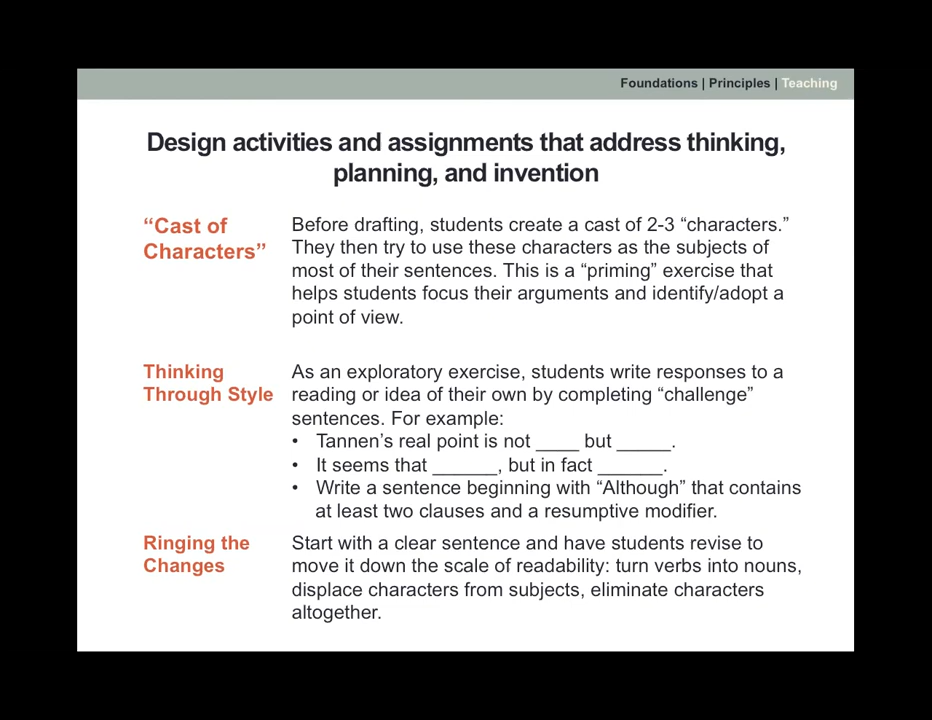 Foundations | Principles | Teaching
Design activities and assignments that address thinking,
planning, and invention
“Cast of
Characters”
Before drafting, students create a cast of 2-3 “characters.”
They then try to use these characters as the subjects of
most of their sentences. This is a “priming” exercise that
helps students focus their arguments and identify/adopt a
point of view.
Thinking
Through Style
As an exploratory exercise, students write responses to a
reading or idea of their own by completing “challenge”
sentences. For example:
• Tannen’s real point is not ____ but _____.
• It seems that ______, but in fact ______.
• Write a sentence beginning with “Although” that contains
at least two clauses and a resumptive modifier.
Ringing the
Changes
Start with a clear sentence and have students revise to
move it down the scale of readability: turn verbs into nouns,
displace characters from subjects, eliminate characters
altogether.